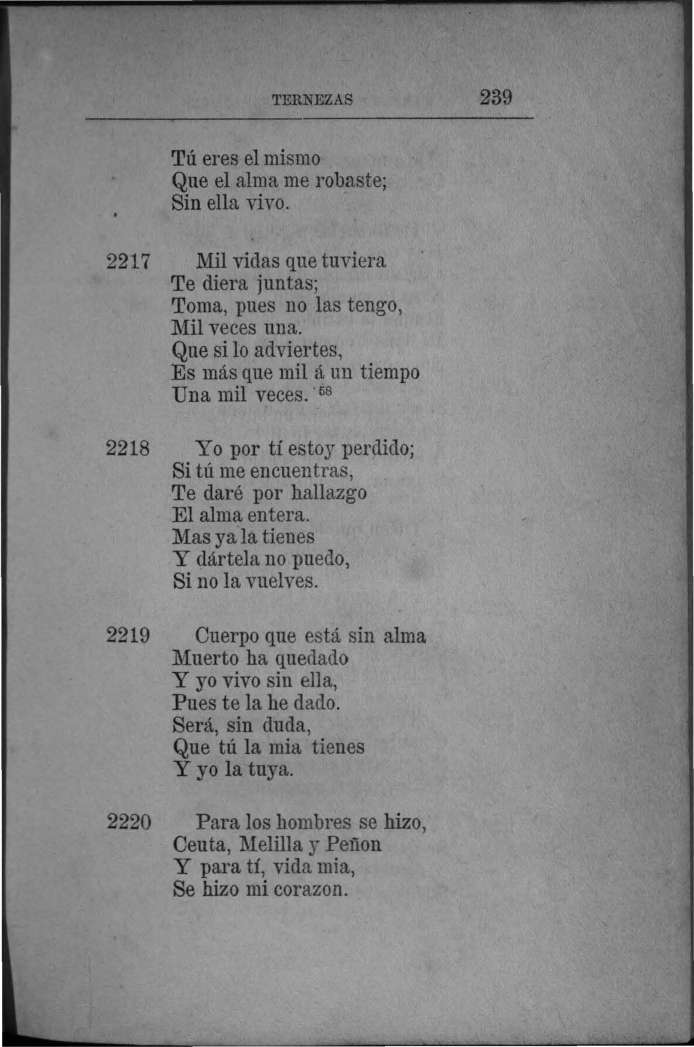 TERNEZAS 239
Tú eres el mismo
Que el alma me robaste;
Sin ella vivo.
2217 Mil vidas que tuviera
Te diera juntas;
Toma, pues no las tengo,
Mil veces una.
Que si lo adviertes,
Es más que mil á un tiempo
Una mil veces. 58
2218 Yo por tí estoy perdido;
Si tú me encuentras,
Te daré por hallazgo
El alma entera.
Mas ya la tienes
Y dártela no puedo,
Si no la vuelves.
2219 Cuerpo que está sin alma
Muerto ha quedado
Y yo vivo sin ella,
Pues te la he dado.
Será, sin duda,
Que tú la mia tienes
Y yo la tuya.
2220 Para los hombres se hizo,
Ceuta, Melilla y Peñon
Y para tí, vida mia,
Se hizo mi corazon.